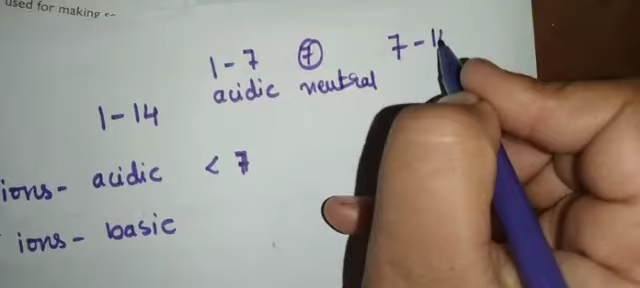 used for making
1-7 ⑦ 7-1
acidic neutral
1-14
ions- acidic < 7
ions- basic